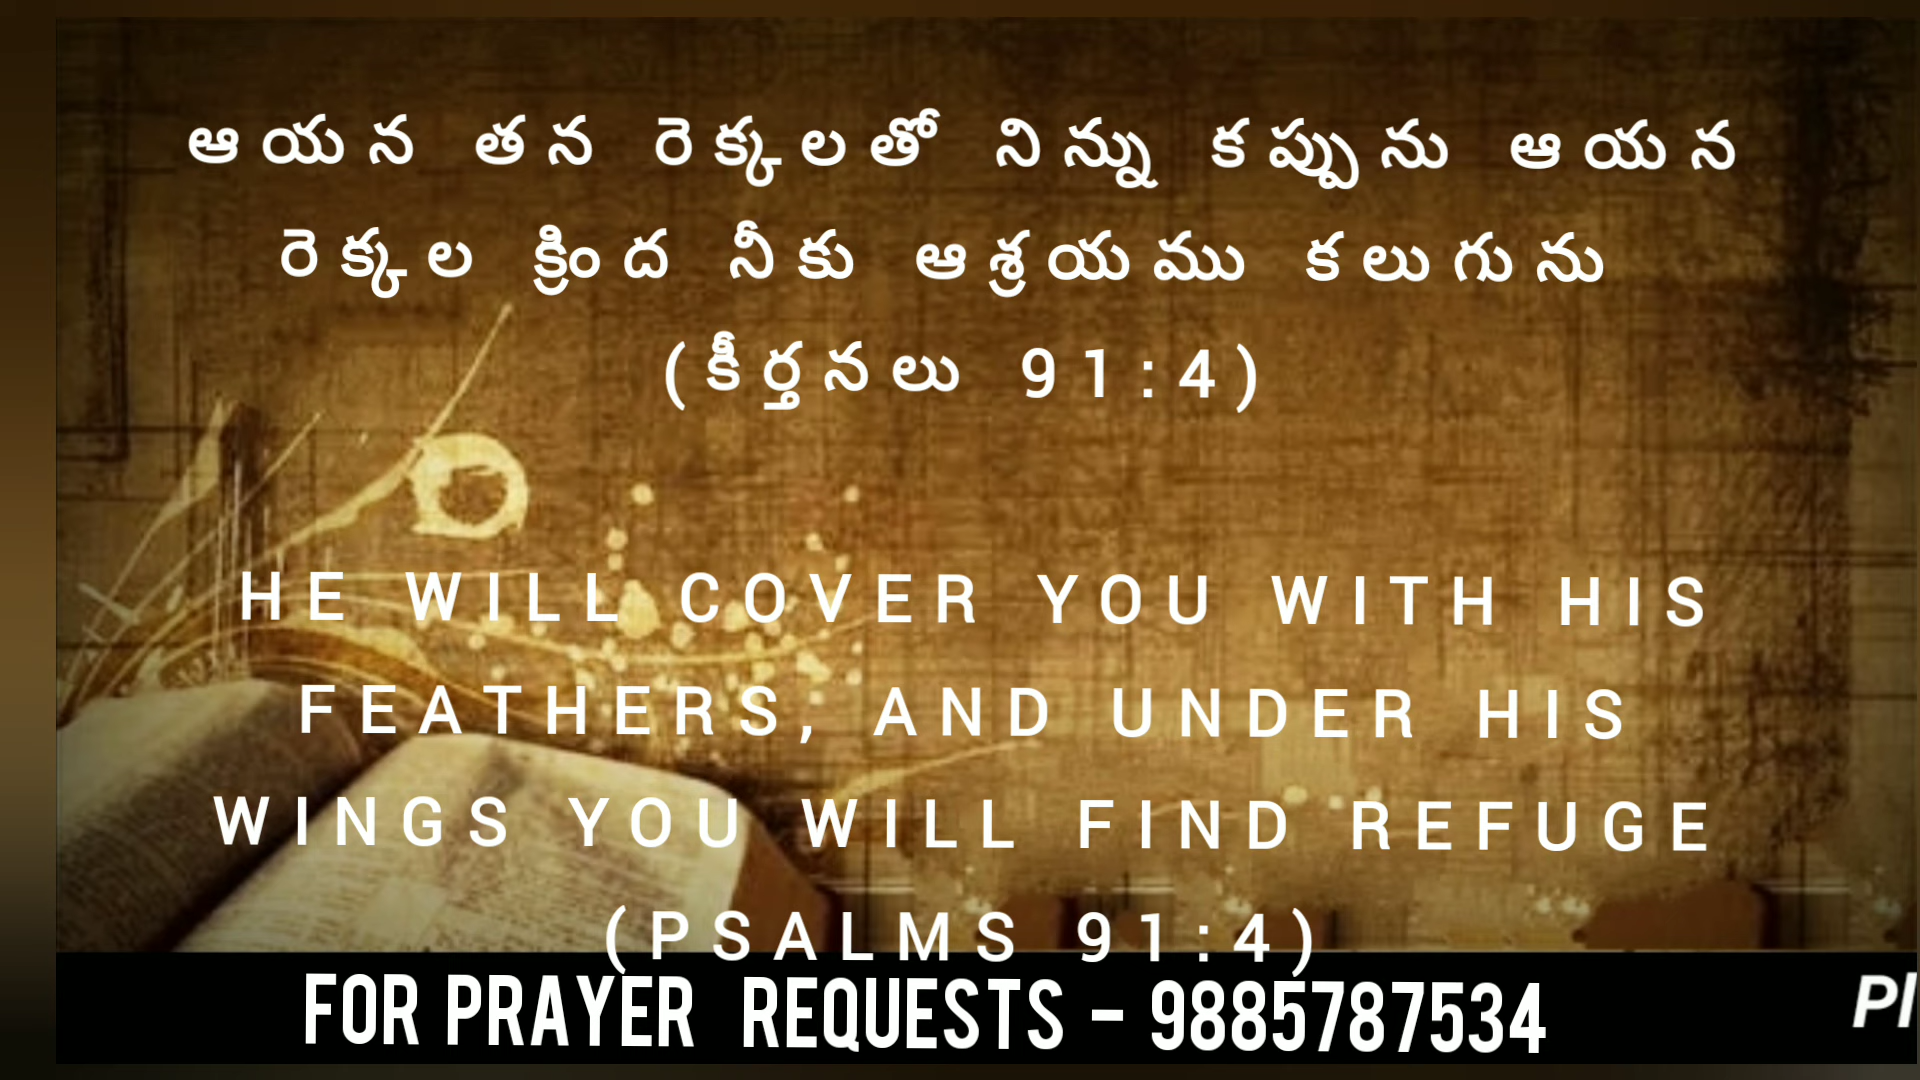 ఆయన తన రెక్కలతో నిన్ను కప్పును ఆయన
రెక్కల క్రింద నీకు ఆశ్రయము కలుగును
(కీర్తనలు 91:4)
HE WILL COVER YOU WITH HIS
FEATHERS, AND UNDER HIS
WINGS YOU WILL FIND REFUGE
(PSALMS 91:4)
FOR PRAYER REQUESTS - 9885787534